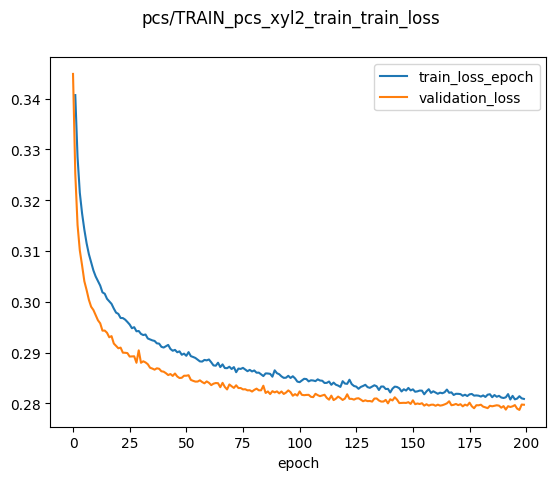 pcs/TRAIN_pcs_xyl2_train_train_loss
train_loss_epoch
validation_loss
0.34
0.33
0.32
0.31
0.30
0.29
0.28
0 25 50 75 100 125 150 175 200
epoch